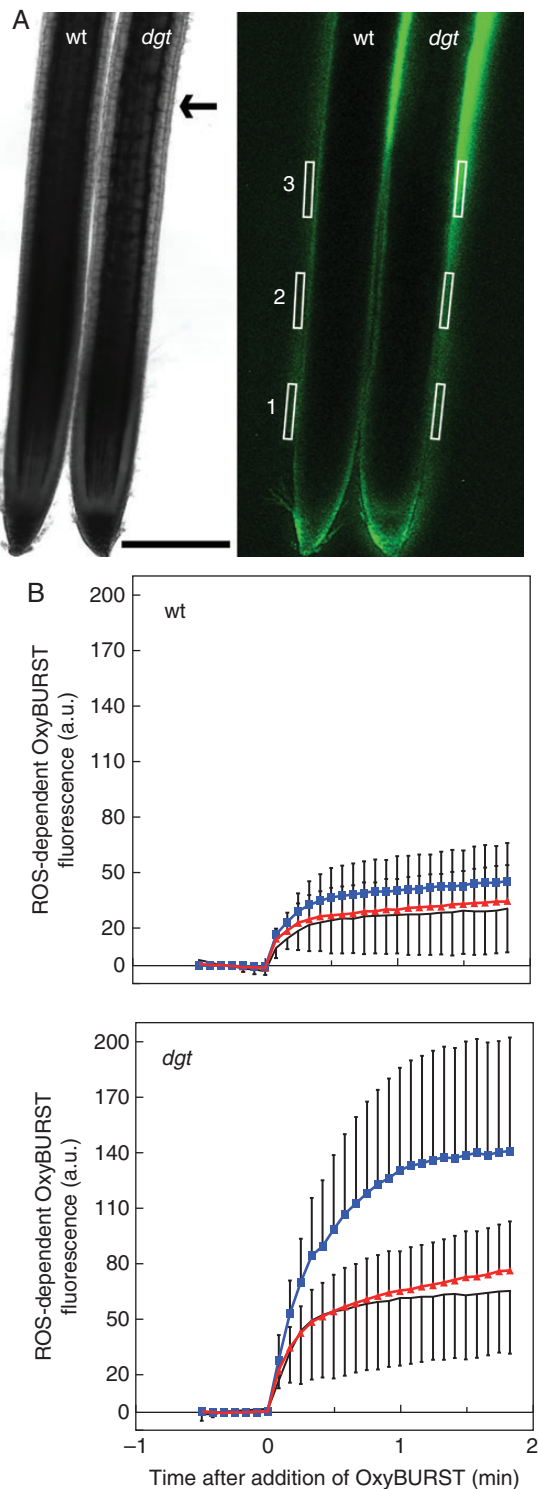 A
wt
dgt
wt
dgt
3
2
1
B
wt
ROS-dependent OxyBURST
fluorescence (a.u.)
200
170
140
110
80
50
20
0
dgt
ROS-dependent OxyBURST
fluorescence (a.u.)
200
170
140
110
80
50
20
0
–1
0
1
2
Time after addition of OxyBURST (min)